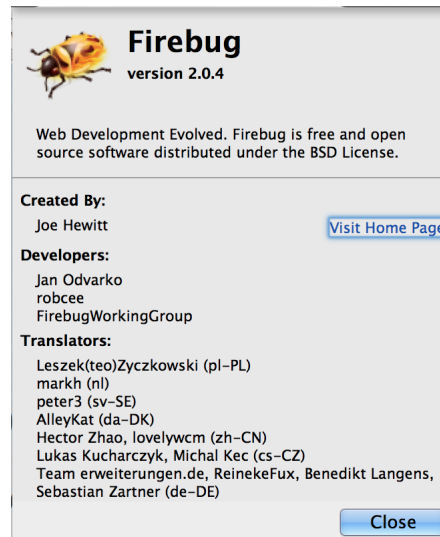 Firebug
version 2.0.4
Web Development Evolved. Firebug is free and open
source software distributed under the BSD License.
Created By:
Joe Hewitt
Visit Home Page
Developers:
Jan Odvarko
robcee
FirebugWorkingGroup
Translators:
Leszek(teo)Zyczkowski (pl-PL)
markh (nl)
peter3 (sv-SE)
AlleyKat (da-DK)
Hector Zhao, lovelywcm (zh-CN)
Lukas Kucharczyk, Michal Kec (cs-CZ)
Team erweiterungen.de, ReinekeFux, Benedikt Langens,
Sebastian Zartner (de-DE)
Close